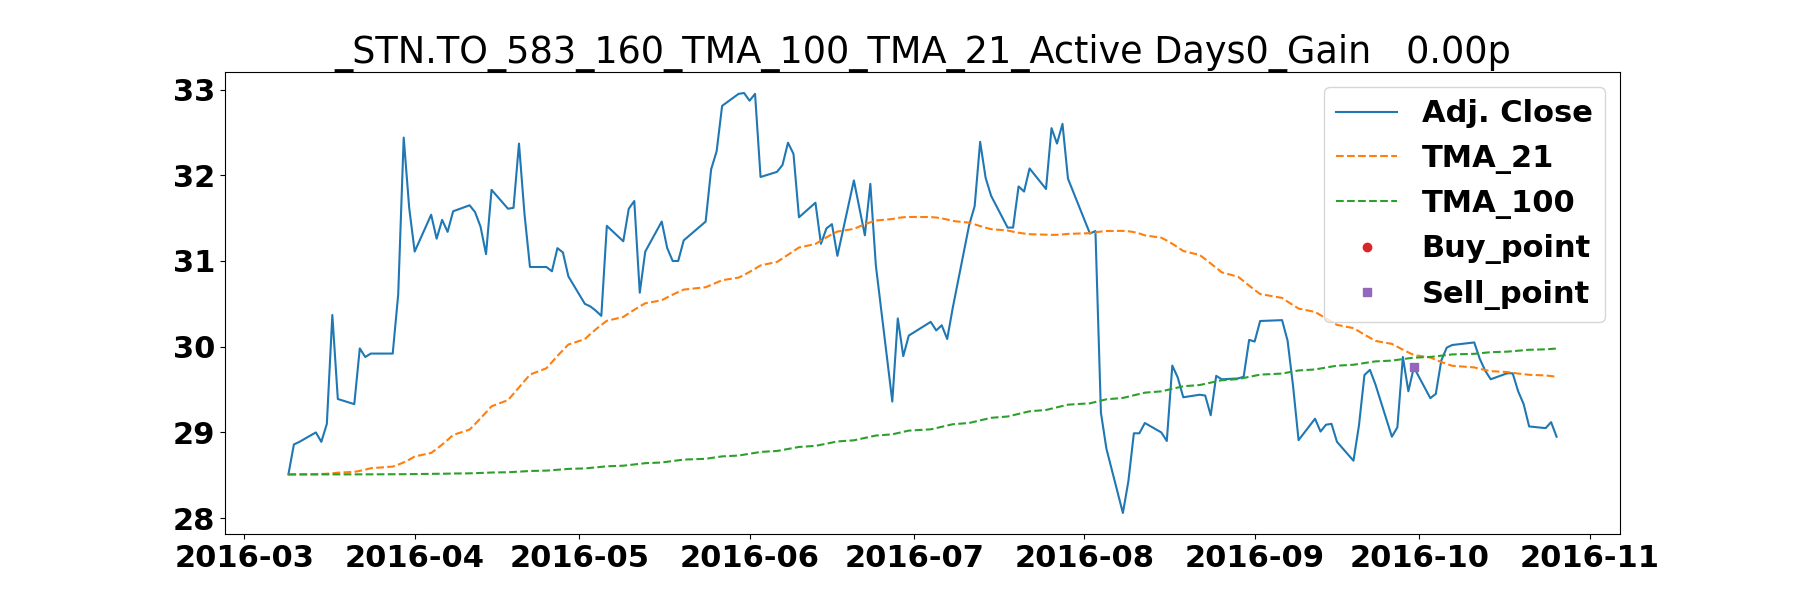 _STN.TO_583_160_TMA_100_TMA_21_Active Days0_Gain   0.00p
33
32
31
30
29
28
Adj. Close
TMA_21
TMA_100
Buy_point
Sell_point
2016-03 2016-04 2016-05 2016-06 2016-07 2016-08 2016-09 2016-10 2016-11